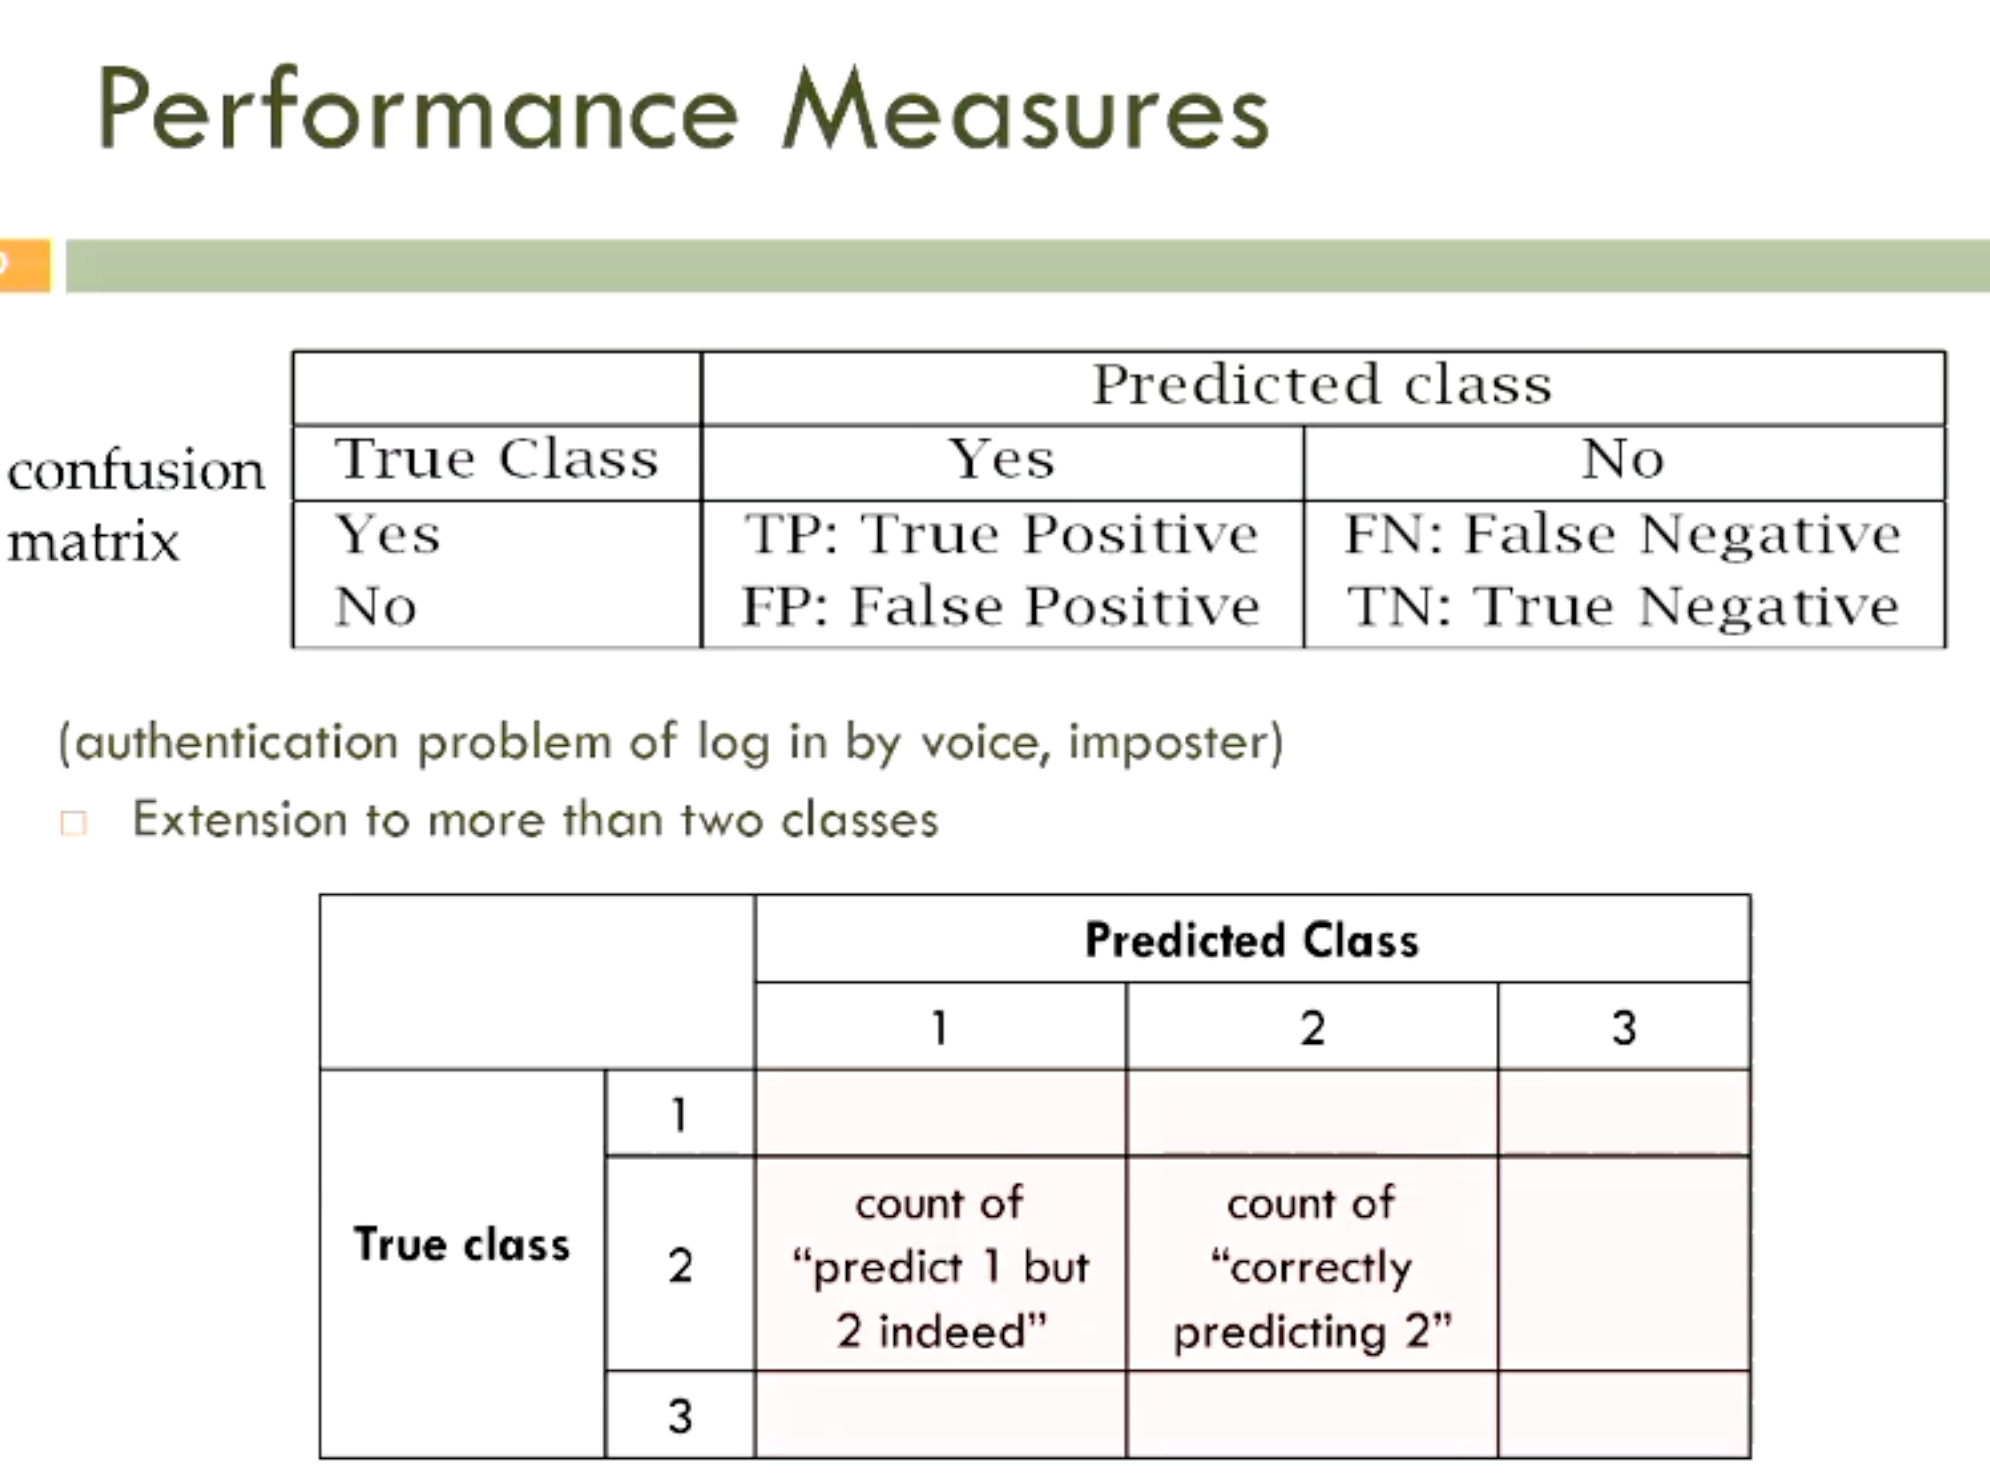 Performance Measures
Predicted class
confusion
matrix
True Class Yes No
Yes TP: True Positive FN: False Negative
No FP: False Positive TN: True Negative
(authentication problem of log in by voice, imposter)
Extension to more than two classes
Predicted Class
1 2 3
True class
1
2
count of
“predict 1 but
2 indeed”
count of
“correctly
predicting 2”
3